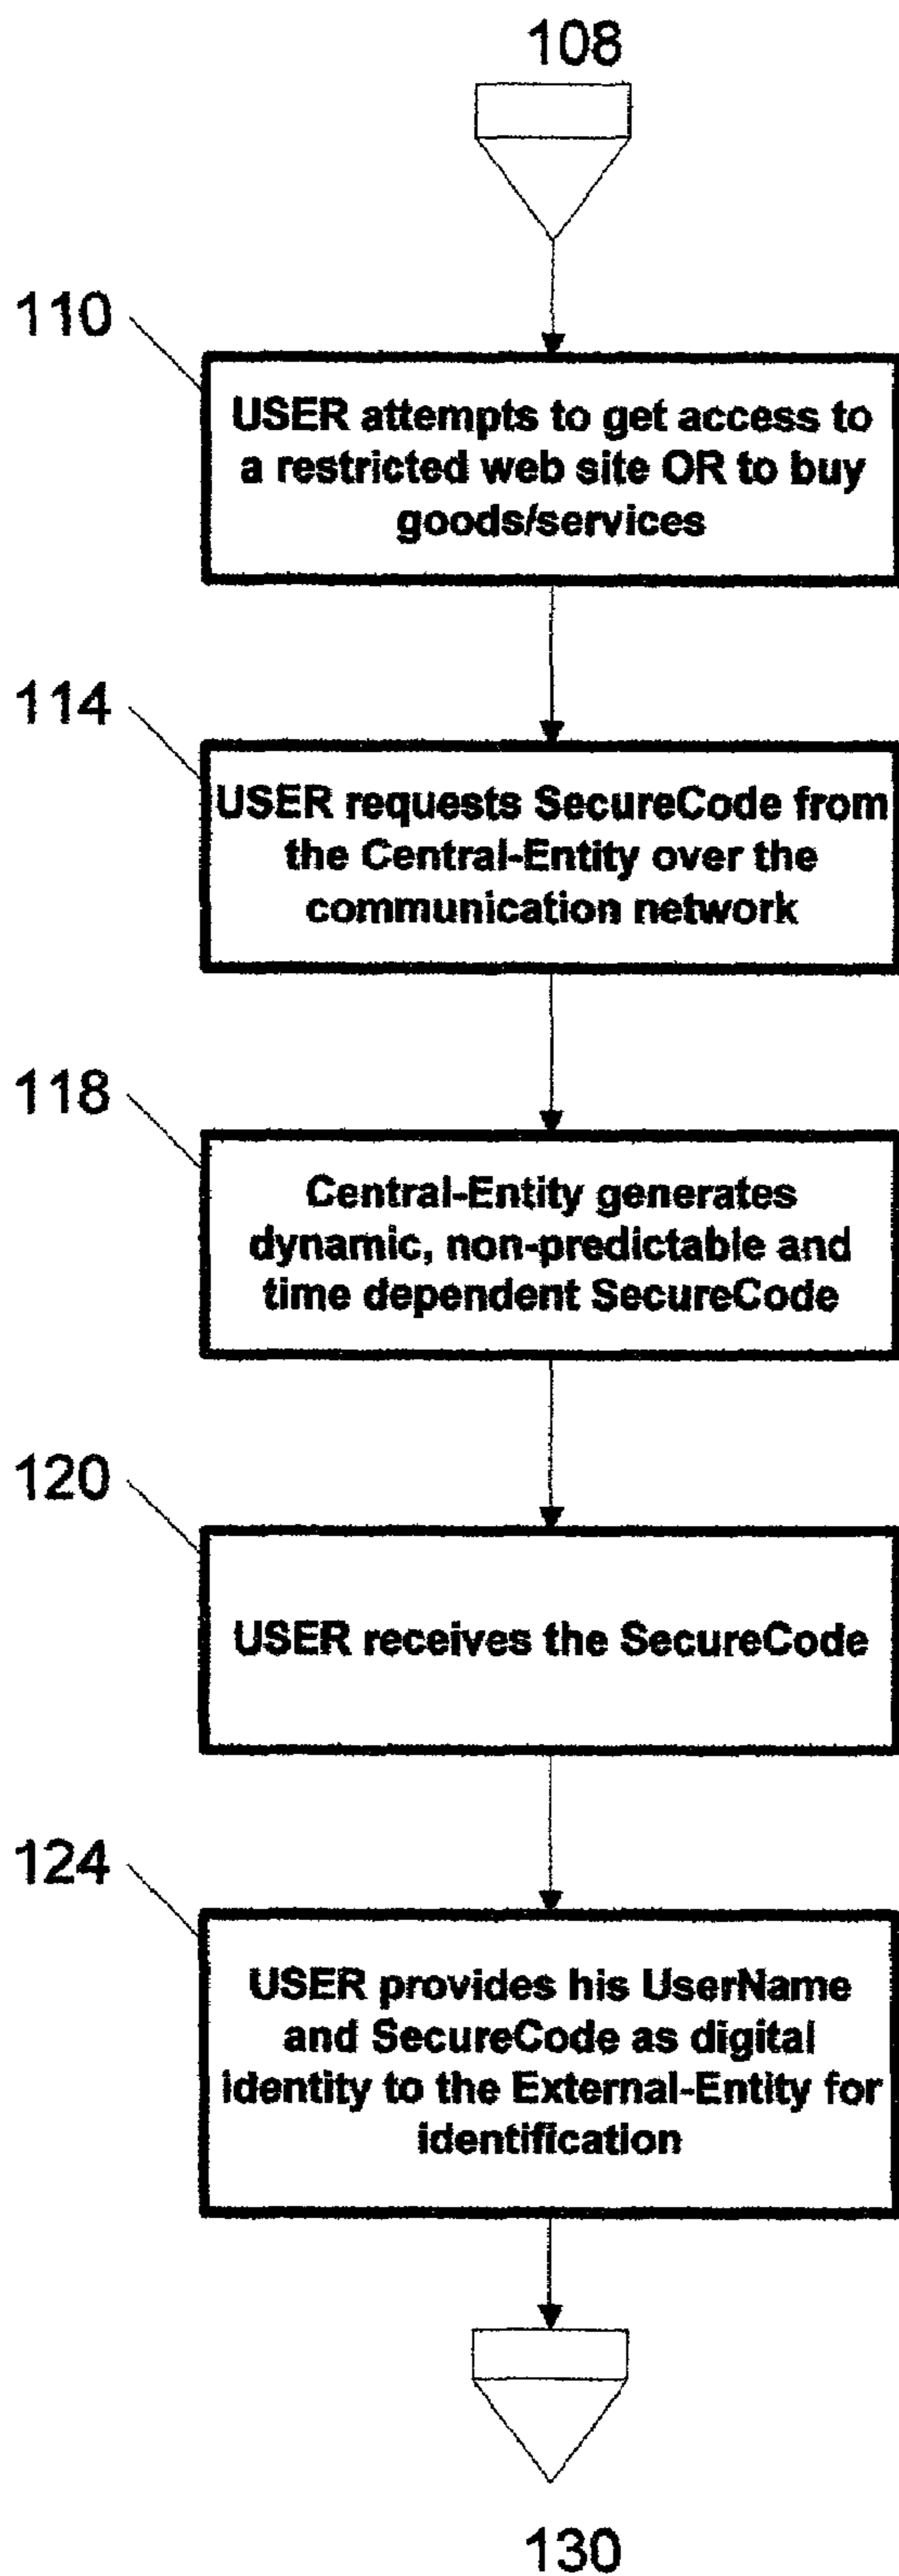 108
110
USER attempts to get access to
a restricted web site OR to buy
goods/services
114
USER requests SecureCode from
the Central-Entity over the
communication network
118
Central-Entity generates
dynamic, non-predictable and
time dependent SecureCode
120
USER receives the SecureCode
124
USER provides his UserName
and SecureCode as digital
identity to the External-Entity for
identification
130